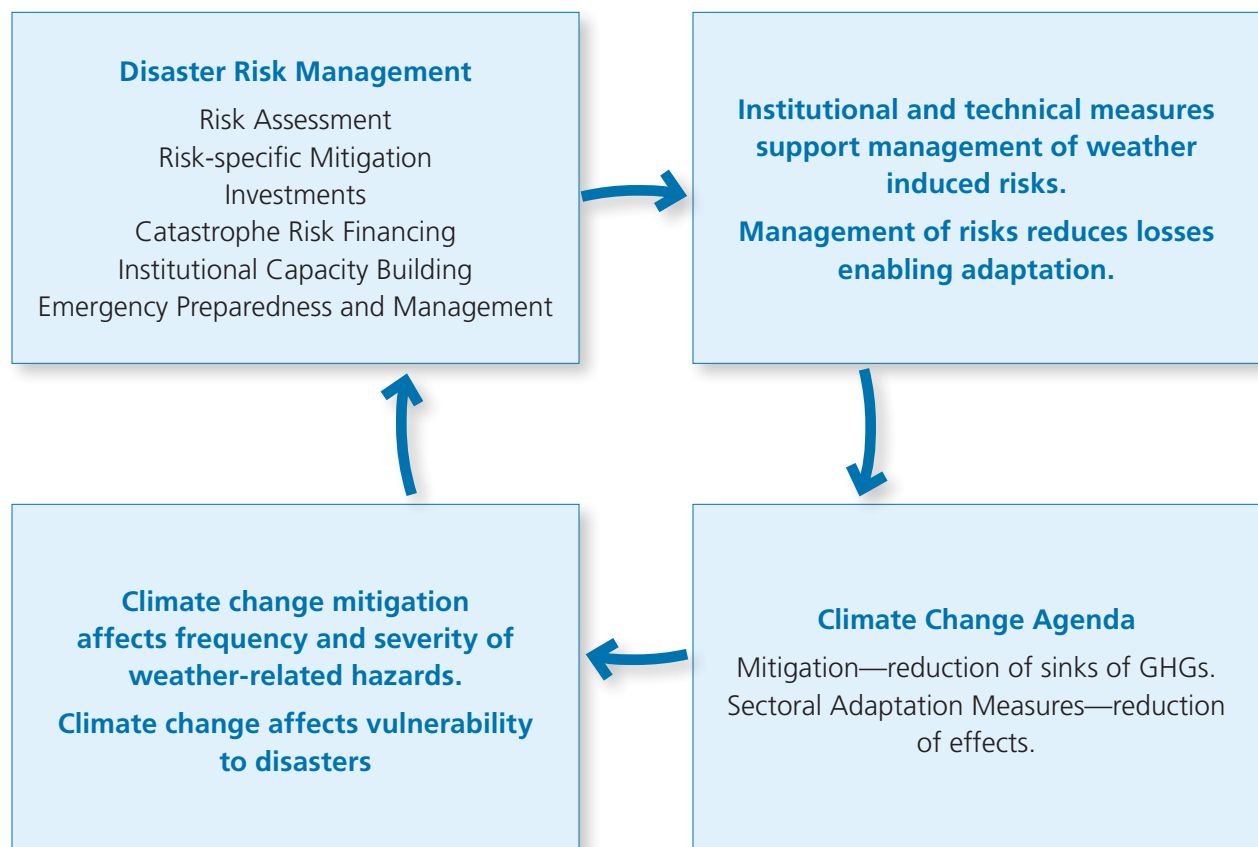 Disaster Risk Management
Risk Assessment
Risk-specific Mitigation
Investments
Catastrophe Risk Financing
Institutional Capacity Building
Emergency Preparedness and Management
Institutional and technical measures
support management of weather
induced risks.
Management of risks reduces losses
enabling adaptation.
Climate Change Agenda
Mitigation—reduction of sinks of GHGs.
Sectoral Adaptation Measures—reduction
of effects.
Climate change mitigation
affects frequency and severity of
weather-related hazards.
Climate change affects vulnerability
to disasters